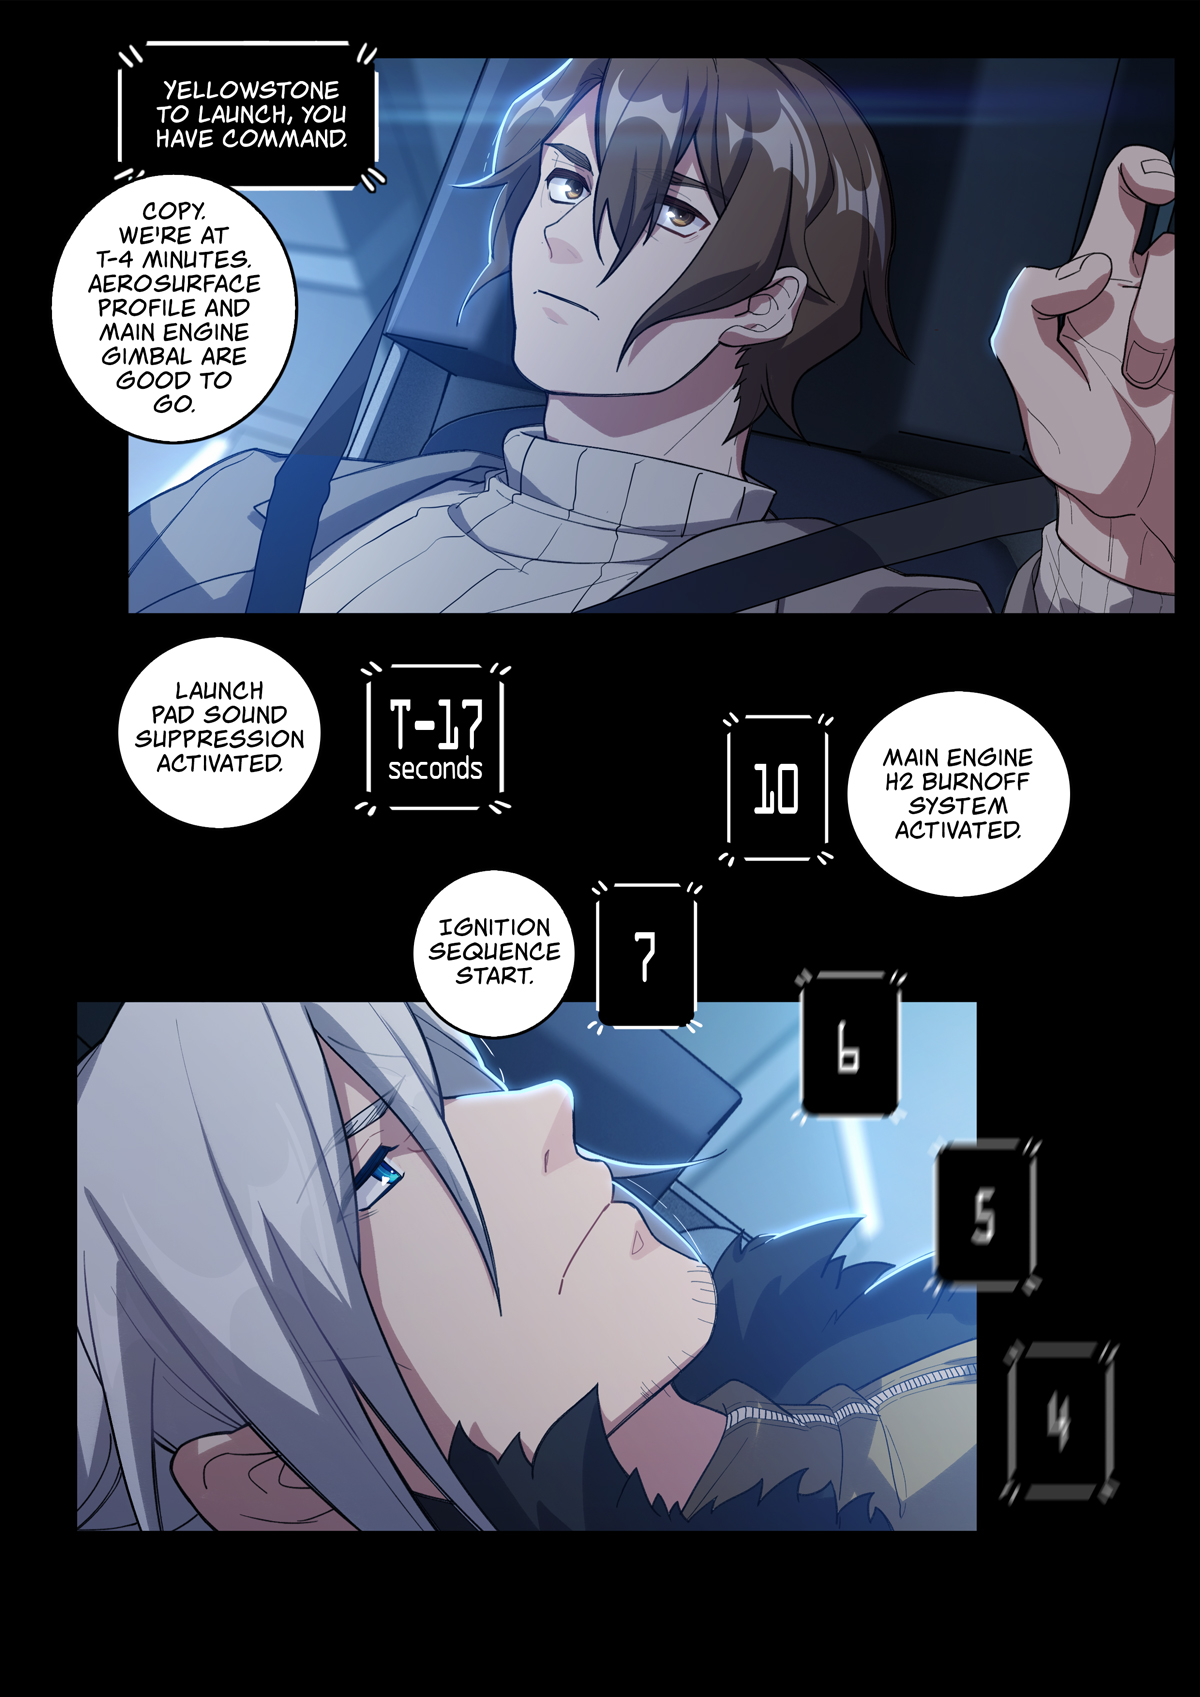 YELLOWSTONE
TO LAUNCH, YOU
HAVE COMMAND.
COPY.
WE'RE AT
T-4 MINUTES.
AEROSURFACE
PROFILE AND
MAIN ENGINE
GIMBAL ARE
GOOD TO
GO.
LAUNCH
PAD SOUND
SUPPRESSION
ACTIVATED.
T-17
seconds
10
MAIN ENGINE
H2 BURNOFF
SYSTEM
ACTIVATED.
IGNITION
SEQUENCE
START.
7
6
5
4